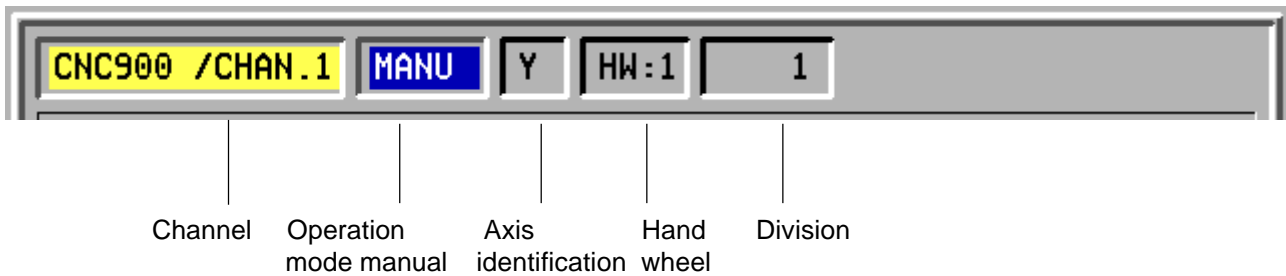 CNC900 /CHAN.1 MANU Y HW:1 1
Channel Operation Axis Hand Division
mode manual identification wheel